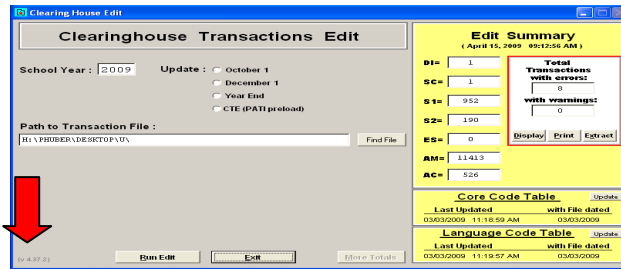 Clearing House Edit
Clearinghouse Transactions Edit
School Year : 2009 Update : October 1
December 1
Year End
CTE (PATI preload)
Path to Transaction File :
H:\PHUBER\DESKTOP\U\ Find File
(v 4.37.2) Run Edit Exit More Totals
Edit Summary
( April 15, 2009 09:12:56 AM )
DI= 1
SC= 1
S1= 952
S2= 190
ES= 0
AM= 11413
AC= 526
Total
Transactions
with errors:
8
with warnings:
0
Display Print Extract
Core Code Table Update
Last Updated with File dated
03/03/2009 11:18:59 AM 03/03/2009
Language Code Table Update
Last Updated with File dated
03/03/2009 11:19:57 AM 03/03/2009